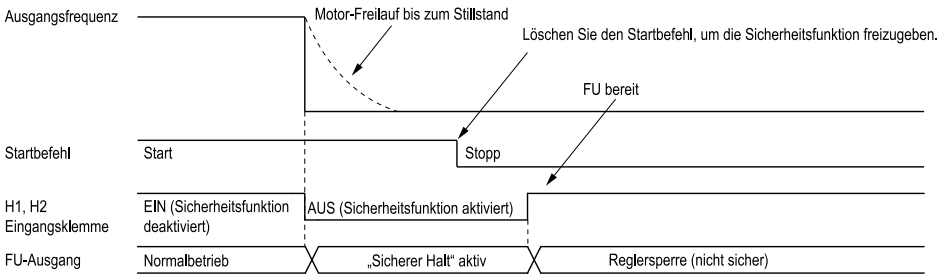 Ausgangsfrequenz
Motor-Freilauf bis zum Stillstand
Löschen Sie den Startbefehl, um die Sicherheitsfunktion freizugeben.
FU bereit
Startbefehl
Start
Stopp
H1, H2
Eingangsklemme
EIN (Sicherheitsfunktion
deaktiviert)
AUS (Sicherheitsfunktion aktiviert)
FU-Ausgang
Normalbetrieb
„Sicherer Halt“ aktiv
Reglersperre (nicht sicher)